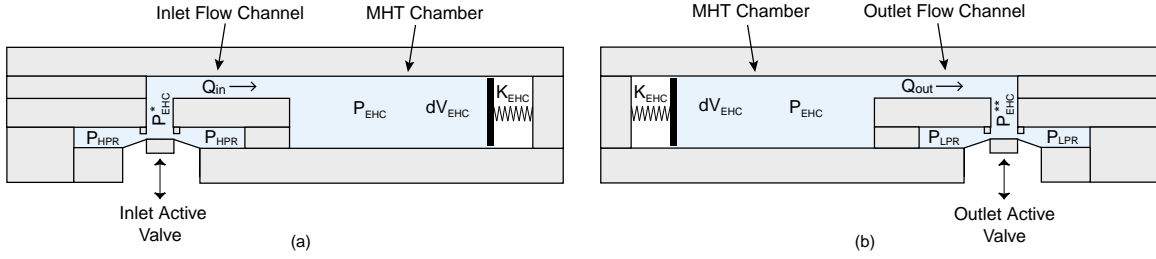 Inlet Flow Channel
MHT Chamber
Qin
P*EHC
PEHC
dVEHC
KEHC
PHPR
PHPR
Inlet Active
Valve
(a)
MHT Chamber
Outlet Flow Channel
KEHC
dVEHC
PEHC
Qout
P**EHC
PLPR
PLPR
Outlet Active
Valve
(b)